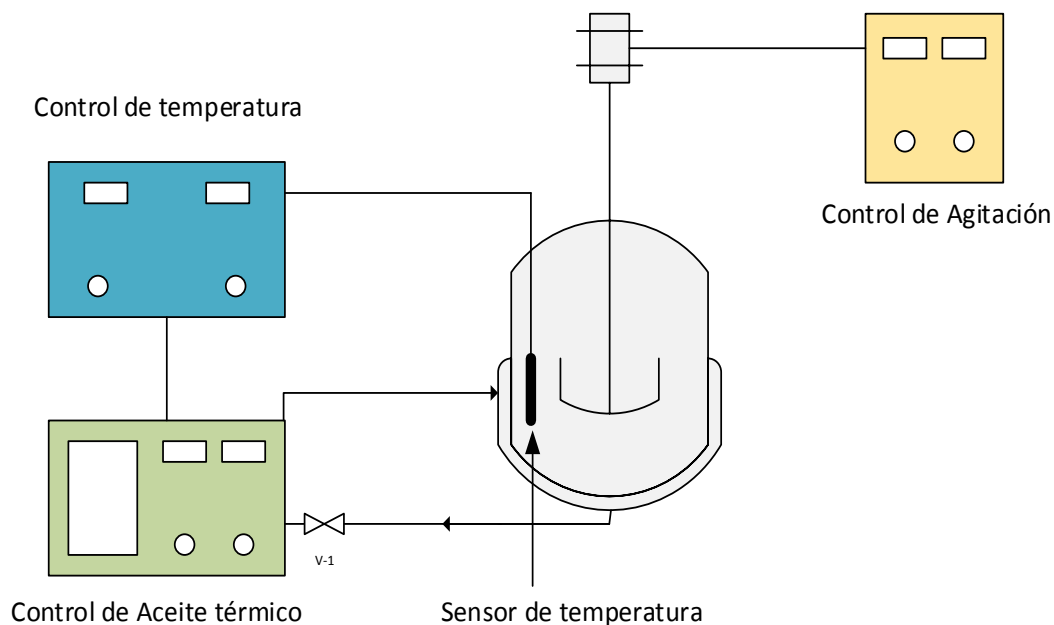 Control de temperatura
Control de Agitación
V-1
Control de Aceite térmico
Sensor de temperatura